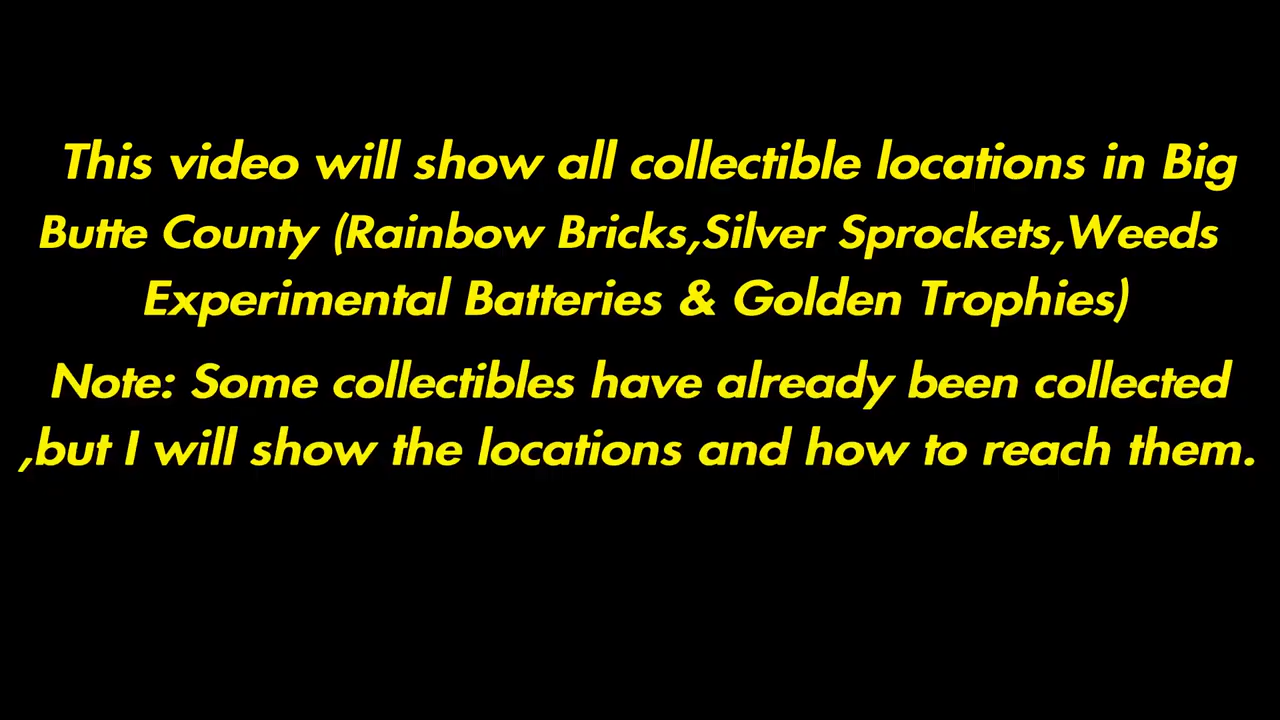 This video will show all collectible locations in Big
Butte County (Rainbow Bricks,Silver Sprockets,Weeds
Experimental Batteries & Golden Trophies)
Note: Some collectibles have already been collected
,but I will show the locations and how to reach them.